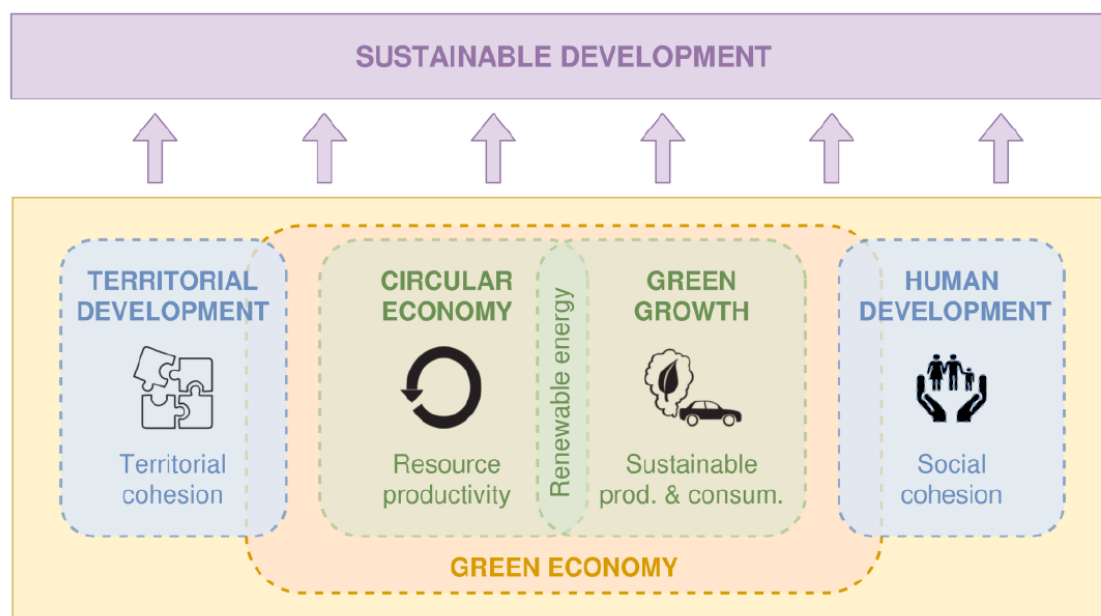 SUSTAINABLE DEVELOPMENT
TERRITORIAL
DEVELOPMENT
Territorial
cohesion
CIRCULAR
ECONOMY
Resource
productivity
Renewable energy
GREEN
GROWTH
Sustainable
prod. & consum.
HUMAN
DEVELOPMENT
Social
cohesion
GREEN ECONOMY